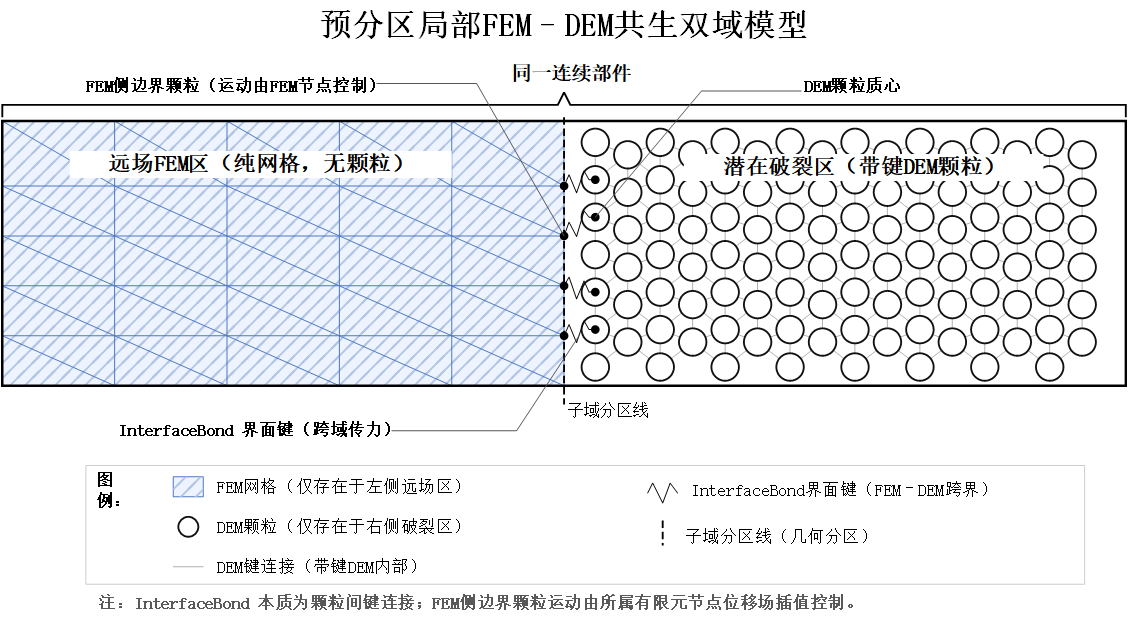 预分区局部FEM－DEM共生双域模型
同一连续部件
FEM侧边界颗粒（运动由FEM节点控制）
DEM颗粒质心
远场FEM区（纯网格，无颗粒）
潜在破裂区（带键DEM颗粒）
子域分区线
InterfaceBond 界面键（跨域传力）
图
例：
FEM网格（仅存在于左侧远场区）
InterfaceBond界面键（FEM－DEM跨界）
DEM颗粒（仅存在于右侧破裂区）
子域分区线（几何分区）
DEM键连接（带键DEM内部）
注：InterfaceBond 本质为颗粒间键连接；FEM侧边界颗粒运动由所属有限元节点位移场插值控制。